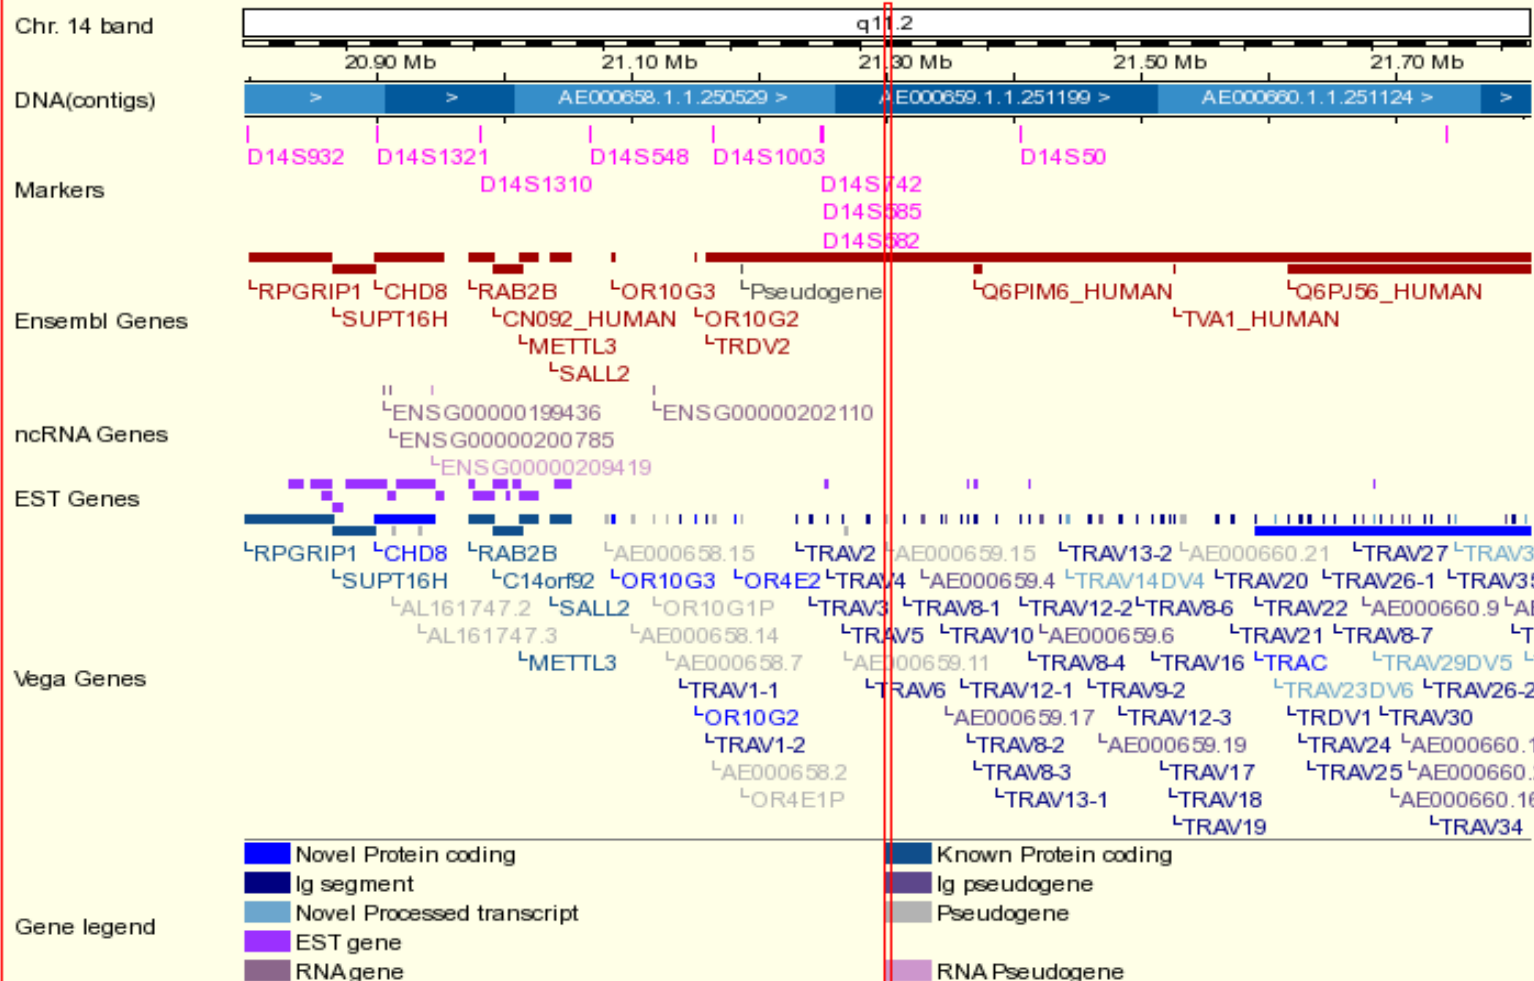 Chr. 14 band q11.2
20.90 Mb 21.10 Mb 21.30 Mb 21.50 Mb 21.70 Mb
DNA(contigs) > > AE000658.1.1.250529 > AE000659.1.1.251199 > AE000660.1.1.251124 > >
D14S932 D14S1321 D14S548 D14S1003 D14S50
Markers D14S1310 D14S742
D14S585
D14S582
RPGRIP1 CHD8 RAB2B OR10G3 Pseudogene Q6PIM6_HUMAN Q6PJ56_HUMAN
Ensembl Genes SUPT16H CN092_HUMAN OR10G2 TVA1_HUMAN
METTL3 TRDV2
SALL2
ENSG00000199436 ENSG00000202110
ncRNA Genes ENSG00000200785
ENSG00000209419
EST Genes
RPGRIP1 CHD8 RAB2B AE000658.15 TRAV2 AE000659.15 TRAV13-2 AE000660.21 TRAV27 TRAV3
SUPT16H C14orf92 OR10G3 OR4E2 TRAV4 AE000659.4 TRAV14DV4 TRAV20 TRAV26-1 TRAV35
AL161747.2 SALL2 OR10G1P TRAV3 TRAV8-1 TRAV12-2 TRAV8-6 TRAV22 AE000660.9 AE
AL161747.3 AE000658.14 TRAV5 TRAV10 AE000659.6 TRAV21 TRAV8-7 T
Vega Genes METTL3 AE000658.7 AE000659.11 TRAV8-4 TRAV16 TRAC TRAV29DV5
TRAV1-1 TRAV6 TRAV12-1 TRAV9-2 TRAV23DV6 TRAV26-2
OR10G2 AE000659.17 TRAV12-3 TRDV1 TRAV30
TRAV1-2 TRAV8-2 AE000659.19 TRAV24 AE000660.1
AE000658.2 TRAV8-3 TRAV17 TRAV25 AE000660.
OR4E1P TRAV13-1 TRAV18 AE000660.16
TRAV19 TRAV34
Novel Protein coding Known Protein coding
Ig segment Ig pseudogene
Gene legend Novel Processed transcript Pseudogene
EST gene
RNA gene RNA Pseudogene